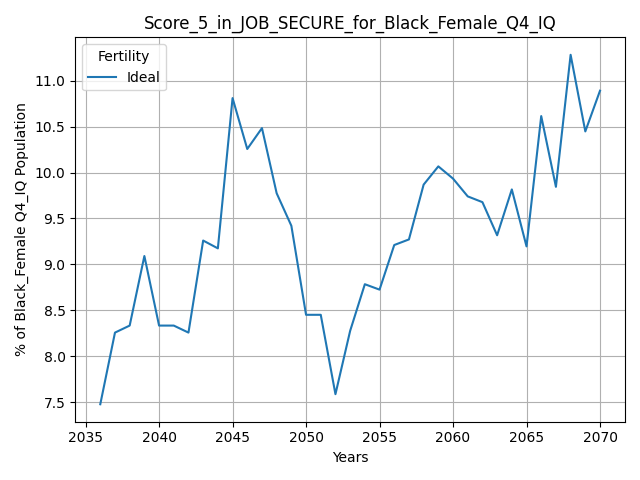 Score_5_in_JOB_SECURE_for_Black_Female_Q4_IQ
Fertility
Ideal
% of Black_Female Q4_IQ Population
11.0
10.5
10.0
9.5
9.0
8.5
8.0
7.5
2035 2040 2045 2050 2055 2060 2065 2070
Years